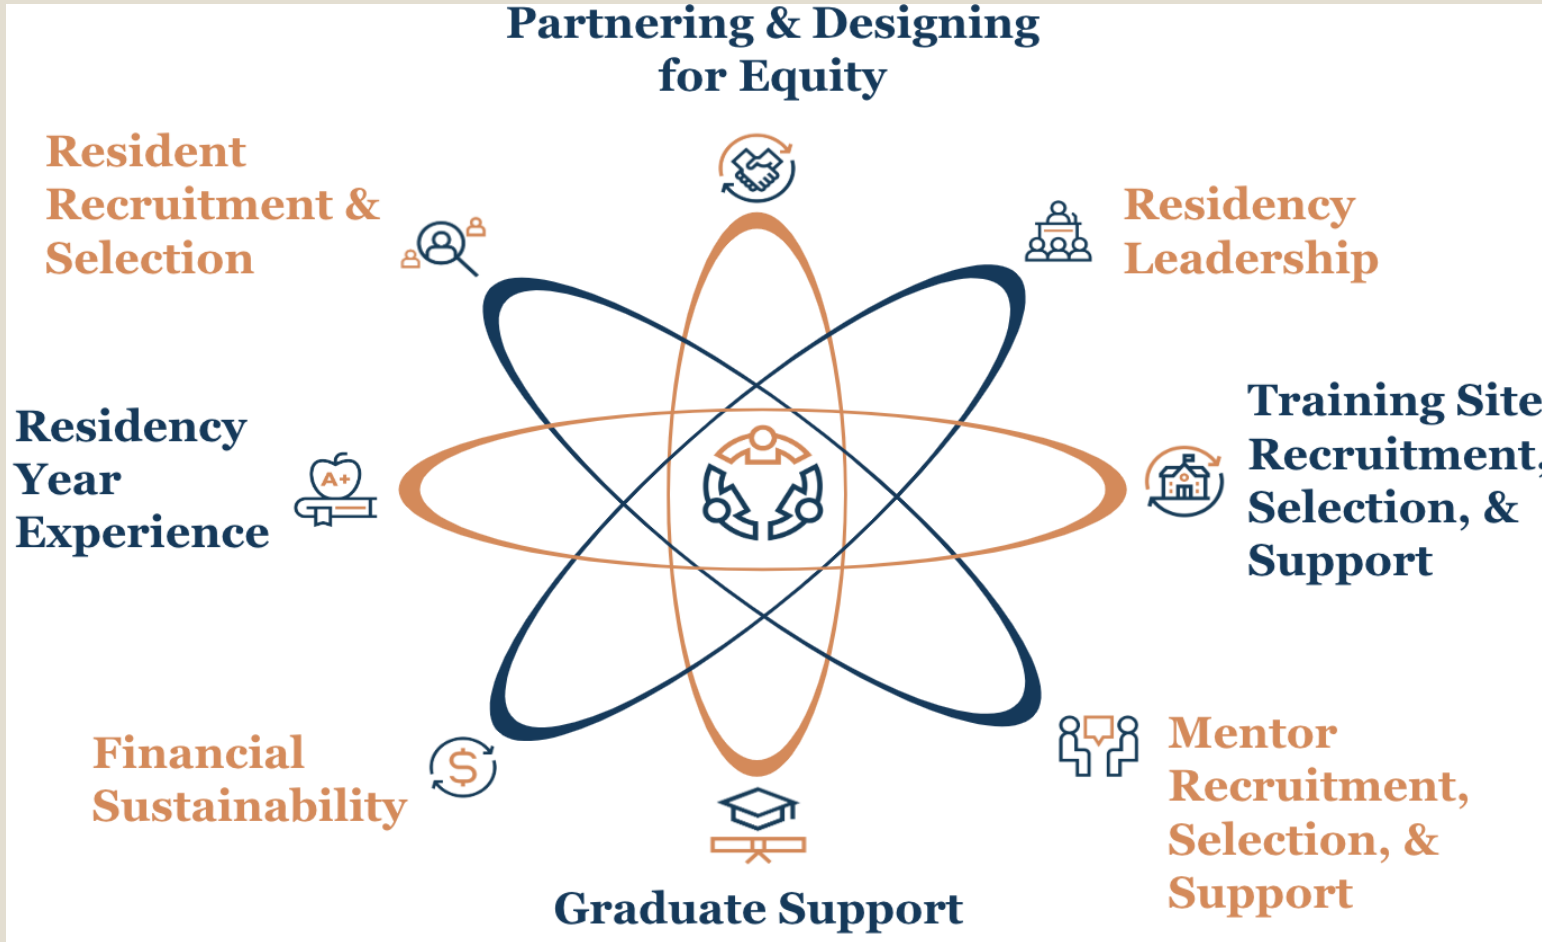 Partnering & Designing
for Equity
Resident
Recruitment &
Selection
Residency
Leadership
Residency
Year
Experience
A+
Training Site
Recruitment,
Selection, &
Support
Financial
Sustainability
$
Mentor
Recruitment,
Selection, &
Support
Graduate Support